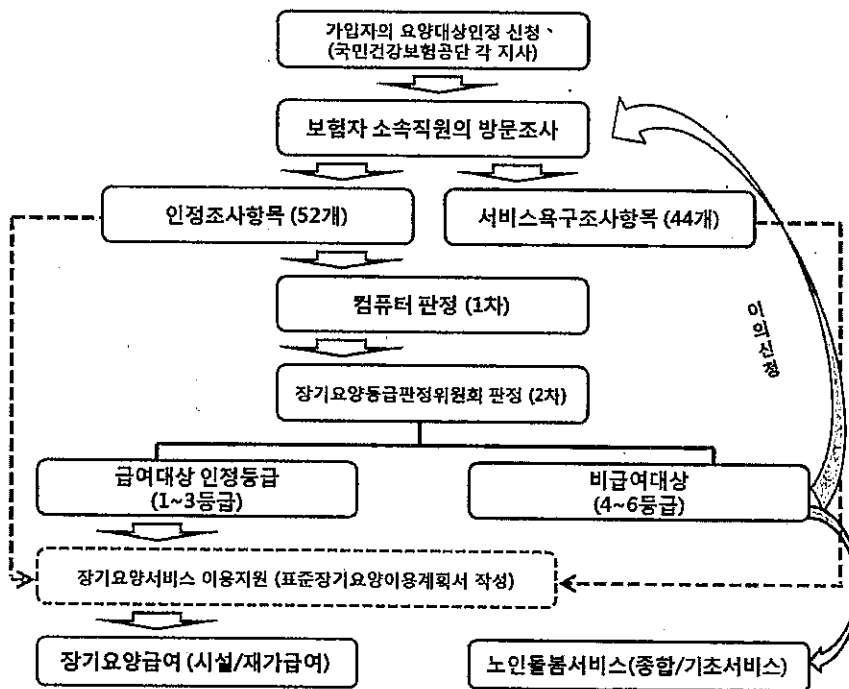 가입자의 요양대상인정 신청
(국민건강보험공단 각 지사)
보험자 소속직원의 방문조사
인정조사항목 (52개)
서비스욕구조사항목 (44개)
컴퓨터 판정 (1차)
이의신청
장기요양등급판정위원회 판정 (2차)
급여대상 인정등급
(1~3등급)
비급여대상
(4~6등급)
장기요양서비스 이용지원 (표준장기요양이용계획서 작성)
장기요양급여 (시설/재가급여)
노인돌봄서비스(종합/기초서비스)